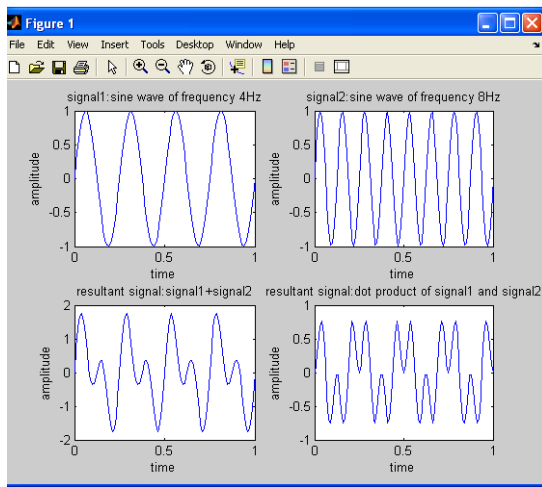 Figure 1
File Edit View Insert Tools Desktop Window Help
signal1:sine wave of frequency 4Hz
1
0.5
0
-0.5
-1
amplitude
0 0.5 1
time
signal2:sine wave of frequency 8Hz
1
0.5
0
-0.5
-1
amplitude
0 0.5 1
time
resultant signal:signal1+signal2
2
1
0
-1
-2
amplitude
0 0.5 1
time
resultant signal:dot product of signal1 and signal2
1
0.5
0
-0.5
-1
amplitude
0 0.5 1
time